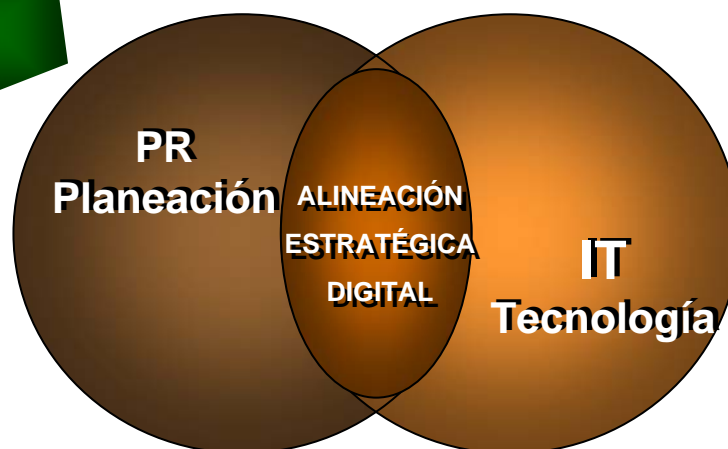 PR
Planeación
ALINEACIÓN
ESTRATÉGICA
DIGITAL
IT
Tecnología